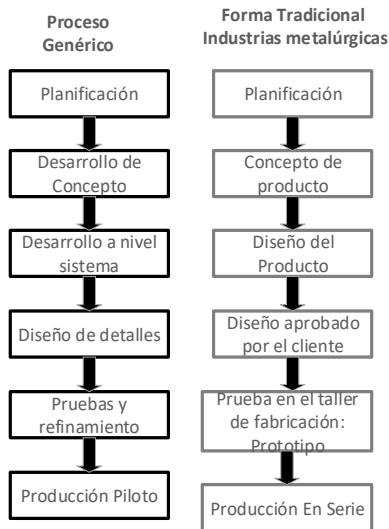 Proceso
Genérico
Planificación
Desarrollo de
Concepto
Desarrollo a nivel
sistema
Diseño de detalles
Pruebas y
refinamiento
Producción Piloto
Forma Tradicional
Industrias metalúrgicas
Planificación
Concepto de
producto
Diseño del
Producto
Diseño aprobado
por el cliente
Prueba en el taller
de fabricación:
Prototipo
Producción En Serie